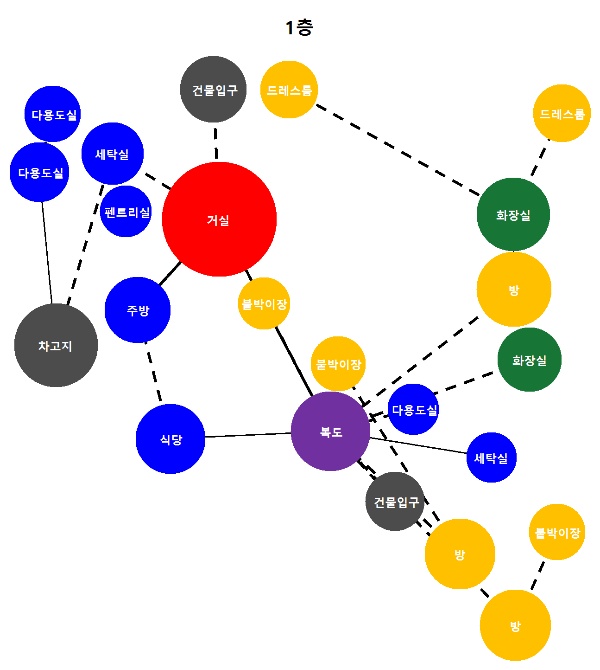 1층
건물입구
드레스룸
다용도실
드레스룸
세탁실
다용도실
펜트리실
거실
화장실
방
불박이장
주방
차고지
붙박이장
화장실
다용도실
복도
식당
세탁실
건물입구
붙박이장
방
방